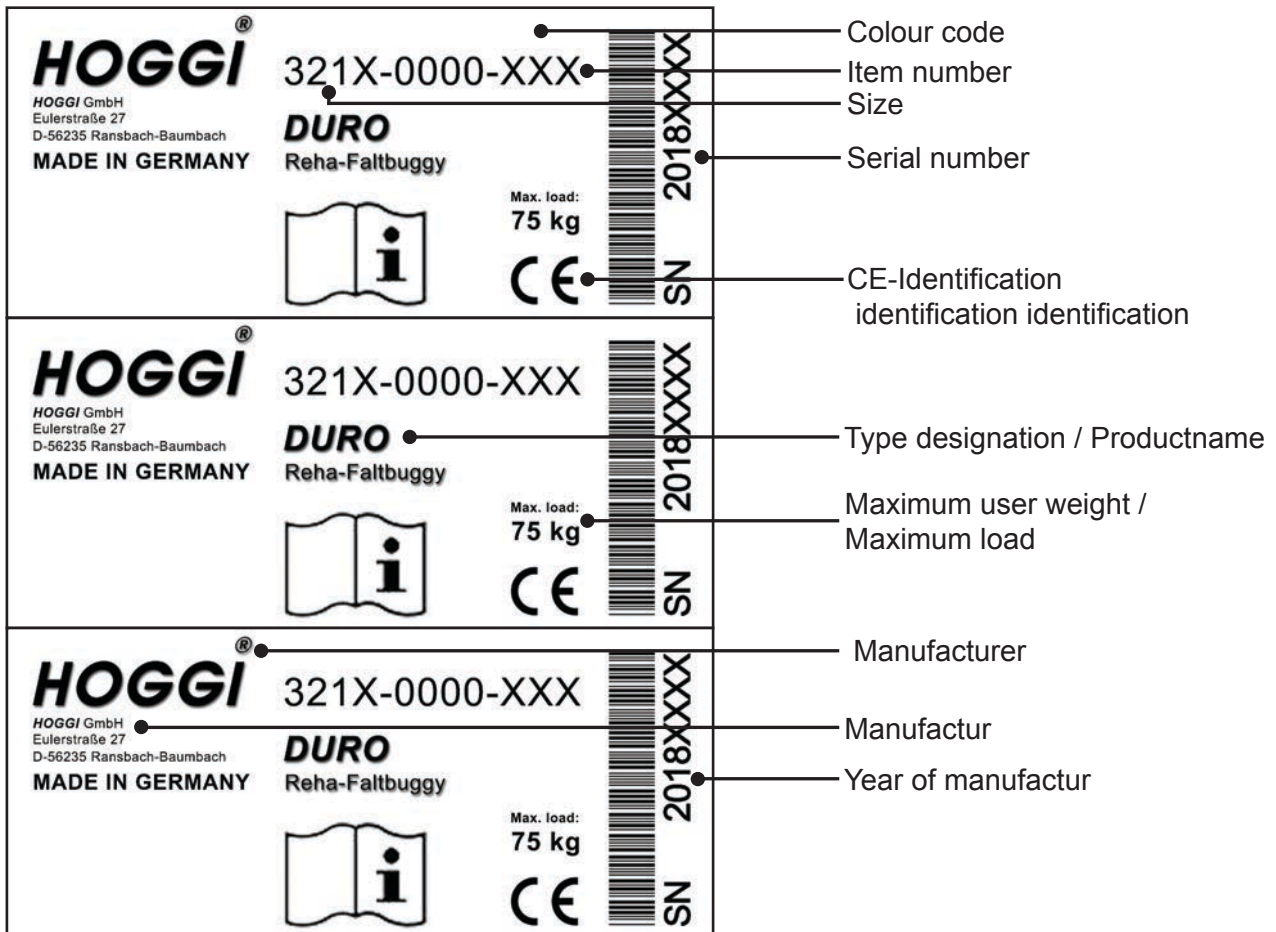 HOGGI®
HOGGI GmbH
Eulerstraße 27
D-56235 Ransbach-Baumbach
MADE IN GERMANY
321X-0000-XXX
DURO
Reha-Faltbuggy
i
Max. load:
75 kg
CE
SN 2018XXXX
Colour code
Item number
Size
Serial number
CE-Identification
identification identification
HOGGI®
HOGGI GmbH
Eulerstraße 27
D-56235 Ransbach-Baumbach
MADE IN GERMANY
321X-0000-XXX
DURO
Reha-Faltbuggy
i
Max. load:
75 kg
CE
SN 2018XXXX
Type designation / Productname
Maximum user weight /
Maximum load
HOGGI®
HOGGI GmbH
Eulerstraße 27
D-56235 Ransbach-Baumbach
MADE IN GERMANY
321X-0000-XXX
DURO
Reha-Faltbuggy
i
Max. load:
75 kg
CE
SN 2018XXXX
Manufacturer
Manufactur
Year of manufactur